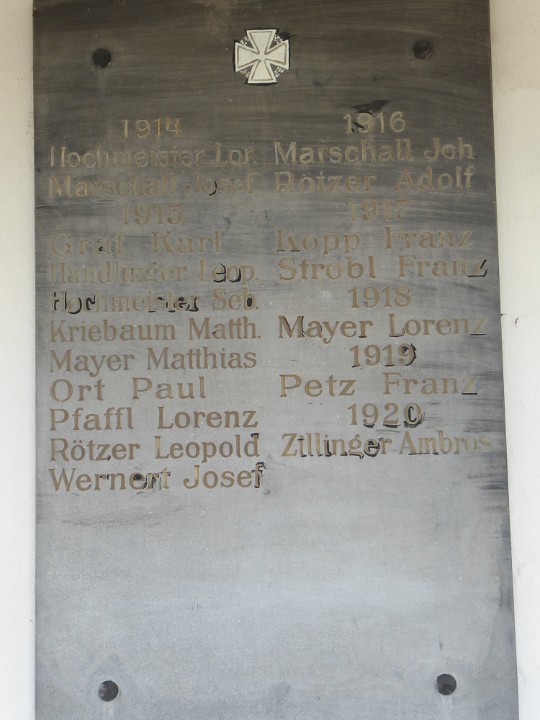 1914
Hochmeister Lor.
Marschall Josef
1915
Graf Karl
Handlinger Leop.
Hochmeister Seb.
Kriebaum Matth.
Mayer Matthias
Ort Paul
Pfaffl Lorenz
Rötzer Leopold
Wernert Josef
1916
Marschall Joh
Rötzer Adolf
1917
Kopp Franz
Strobl Franz
1918
Mayer Lorenz
1919
Petz Franz
1920
Zillinger Ambros